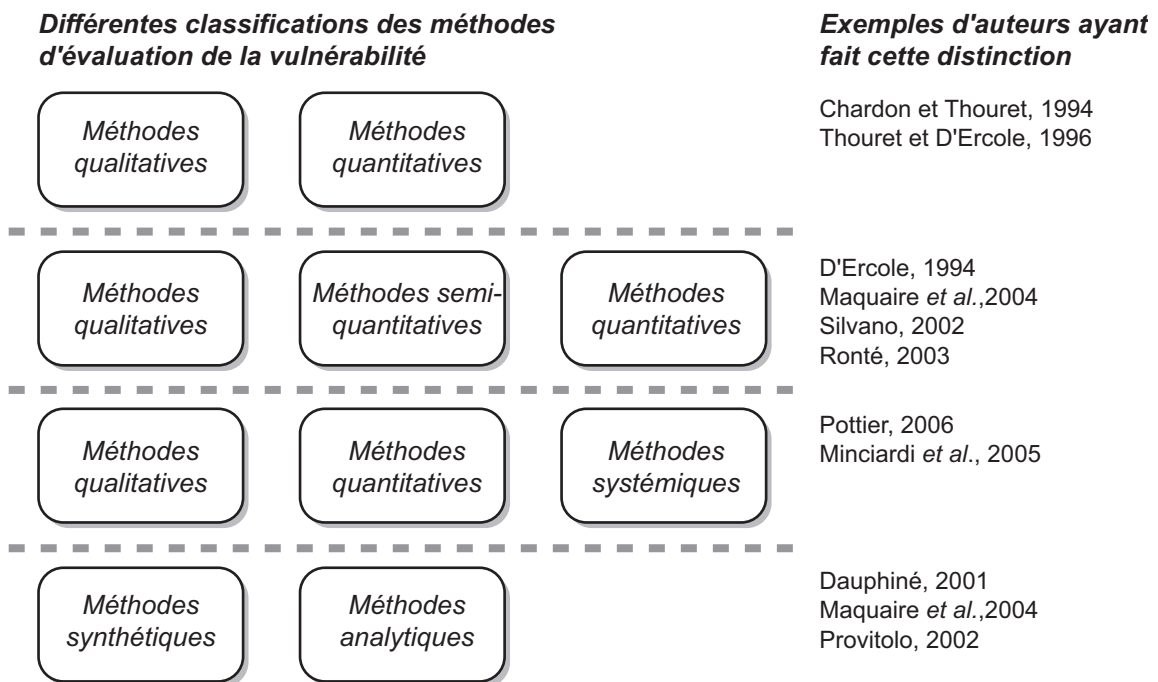 Différentes classifications des méthodes
d'évaluation de la vulnérabilité
Exemples d'auteurs ayant
fait cette distinction
Méthodes
qualitatives
Méthodes
quantitatives
Chardon et Thouret, 1994
Thouret et D'Ercole, 1996
Méthodes
qualitatives
Méthodes semi-
quantitatives
Méthodes
quantitatives
D'Ercole, 1994
Maquaire et al.,2004
Silvano, 2002
Ronté, 2003
Méthodes
qualitatives
Méthodes
quantitatives
Méthodes
systémiques
Pottier, 2006
Minciardi et al., 2005
Méthodes
synthétiques
Méthodes
analytiques
Dauphiné, 2001
Maquaire et al.,2004
Provitolo, 2002